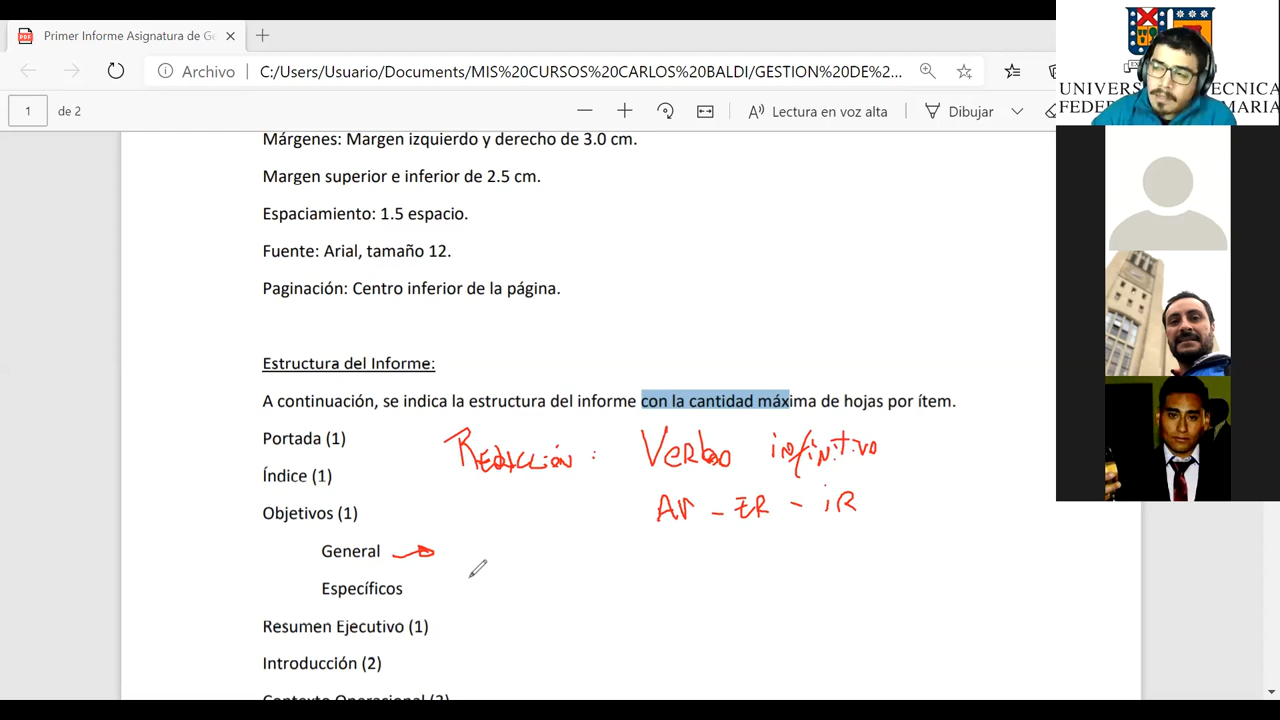 Primer Informe Asignatura de Ge
Archivo
C:/Users/Usuario/Documents/MIS%20CURSOS%20CARLOS%20BALDI/GESTION%20DE%2...
1
de 2
Lectura en voz alta
Dibujar
UNIVERSI TECNICA
FEDER MARIA
Márgenes: Margen izquierdo y derecho de 3.0 cm.
Margen superior e inferior de 2.5 cm.
Espaciamiento: 1.5 espacio.
Fuente: Arial, tamaño 12.
Paginación: Centro inferior de la página.
Estructura del Informe:
A continuación, se indica la estructura del informe con la cantidad máxima de hojas por ítem.
Portada (1)
REDACCIÓN: VERBO infinitivo
Índice (1)
AR - ER - iR
Objetivos (1)
General
Específicos
Resumen Ejecutivo (1)
Introducción (2)
Contexto Operacional (2)